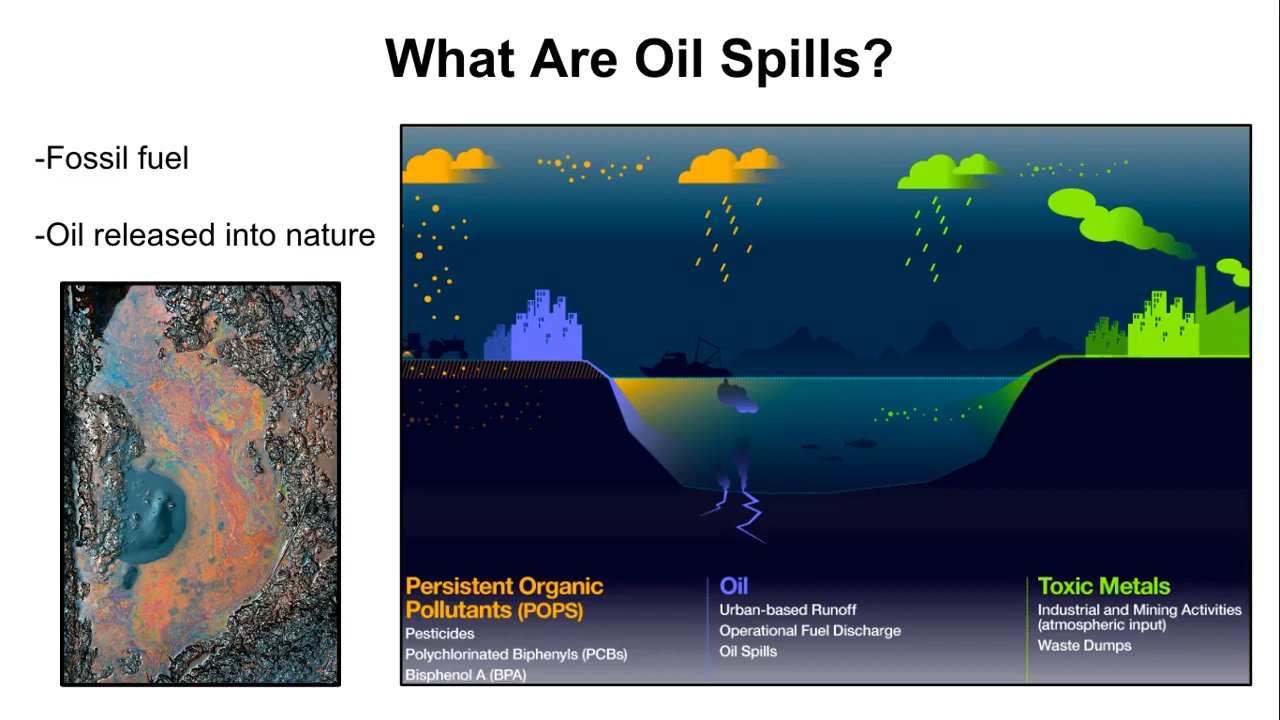 What Are Oil Spills?
-Fossil fuel
-Oil released into nature
Persistent Organic
Pollutants (POPS)
Pesticides
Polychlorinated Biphenyls (PCBs)
Bisphenol A (BPA)
Oil
Urban-based Runoff
Operational Fuel Discharge
Oil Spills
Toxic Metals
Industrial and Mining Activities
(atmospheric input)
Waste Dumps